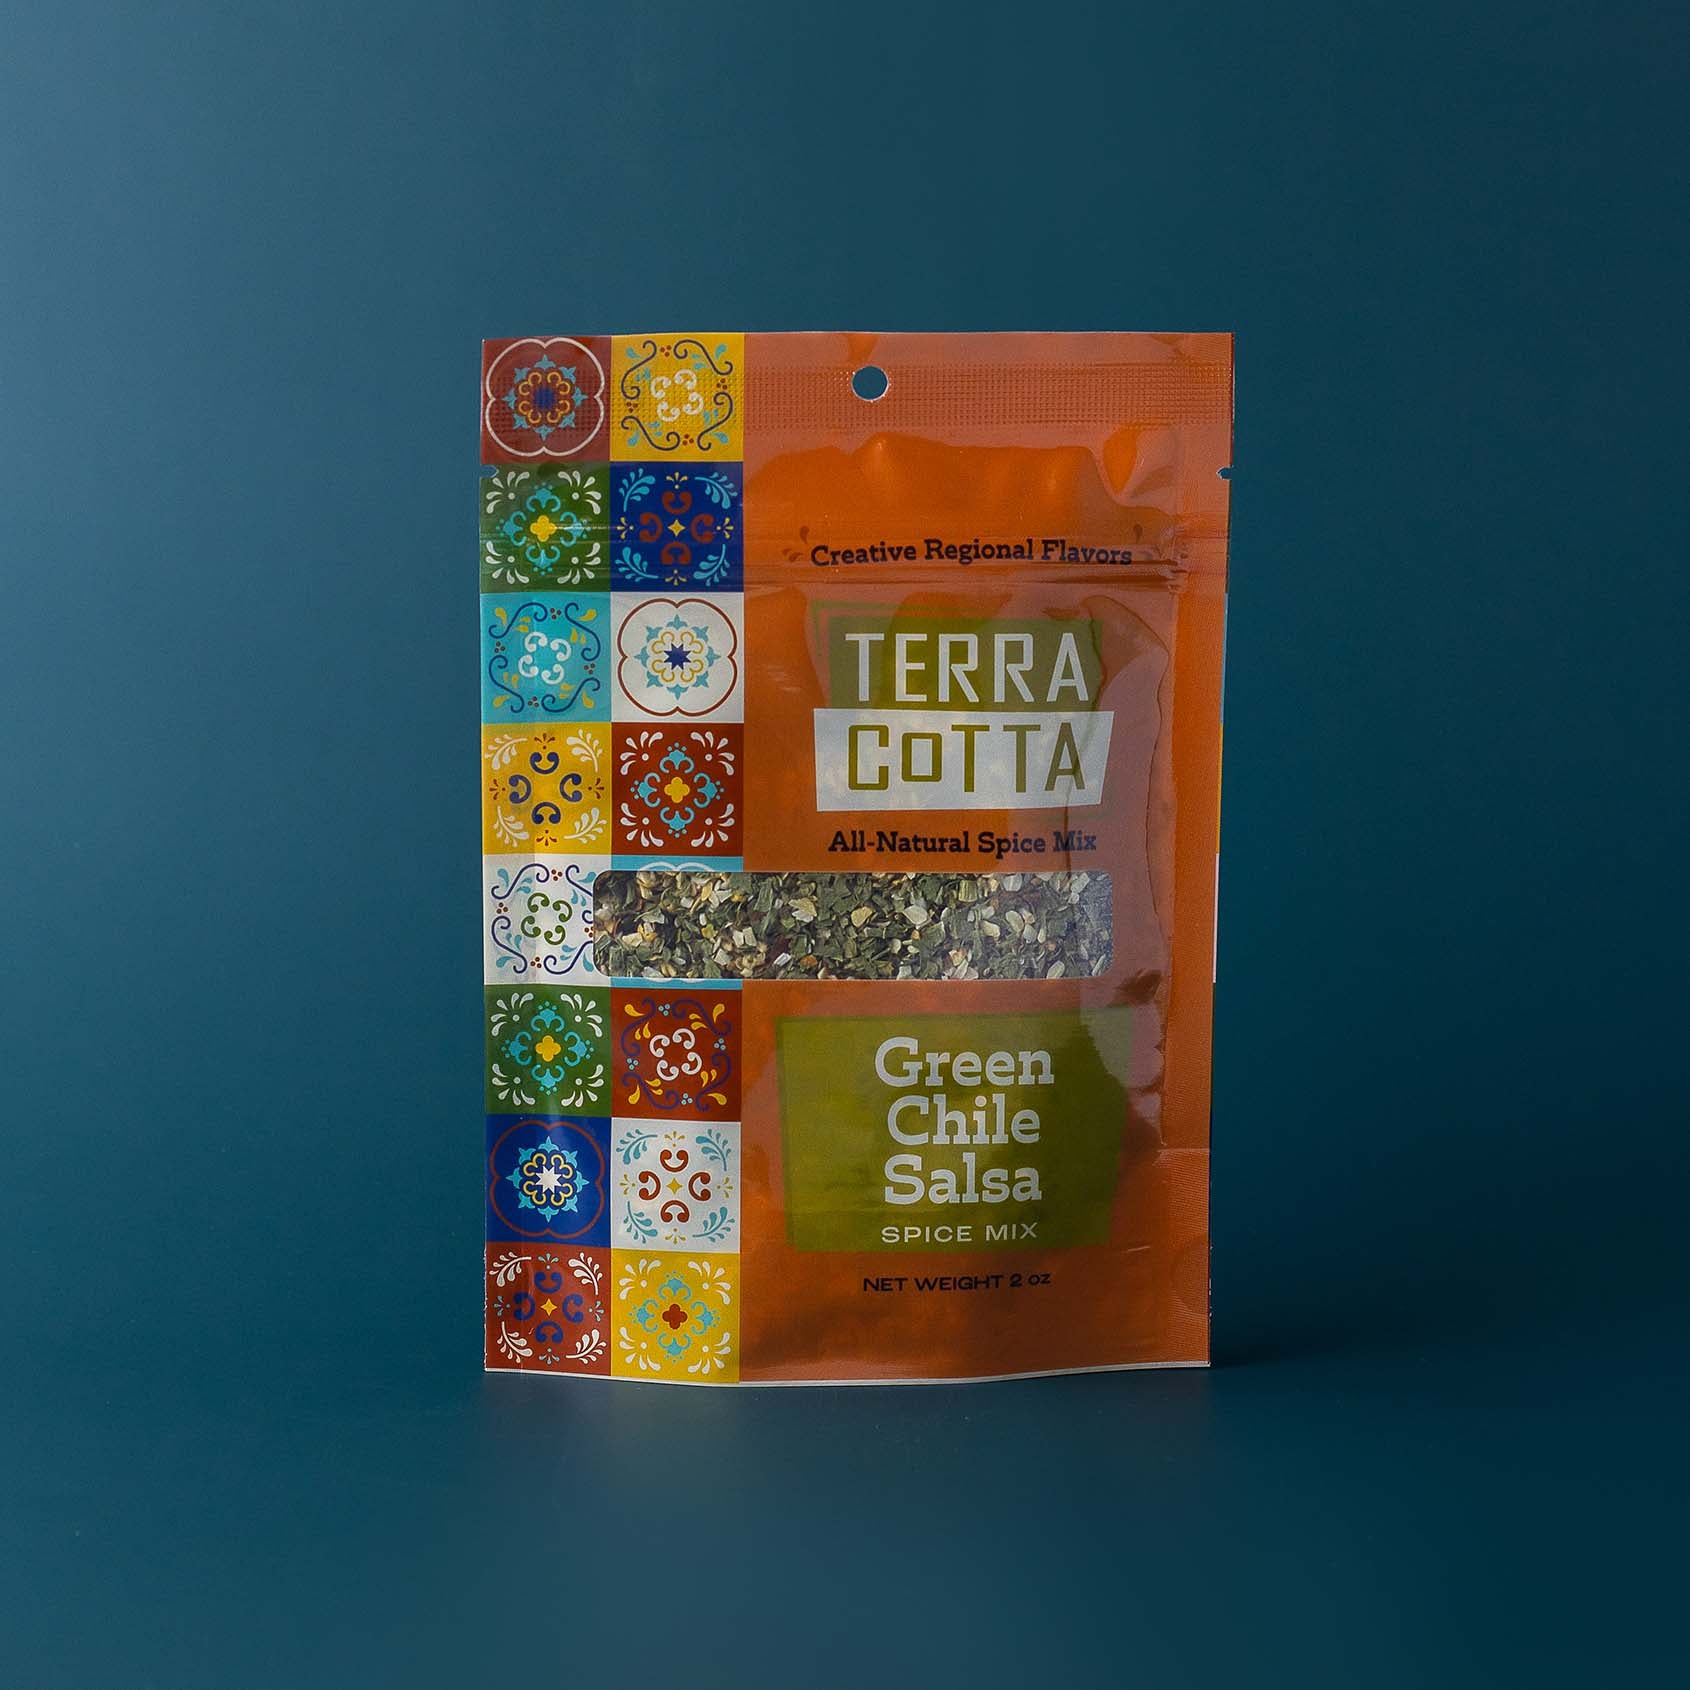 Creative Regional Flavors
TERRA
COTTA
All-Natural Spice Mix
Green
Chile
Salsa
SPICE MIX
NET WEIGHT 2 oz